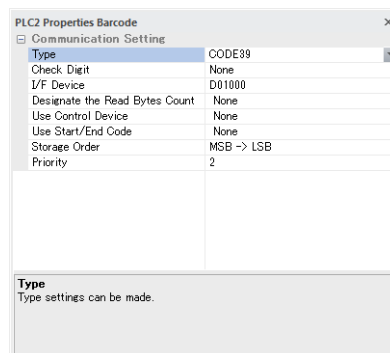 PLC2 Properties Barcode
Communication Setting
Type CODE39
Check Digit None
I/F Device D01000
Designate the Read Bytes Count None
Use Control Device None
Use Start/End Code None
Storage Order MSB -> LSB
Priority 2
Type
Type settings can be made.